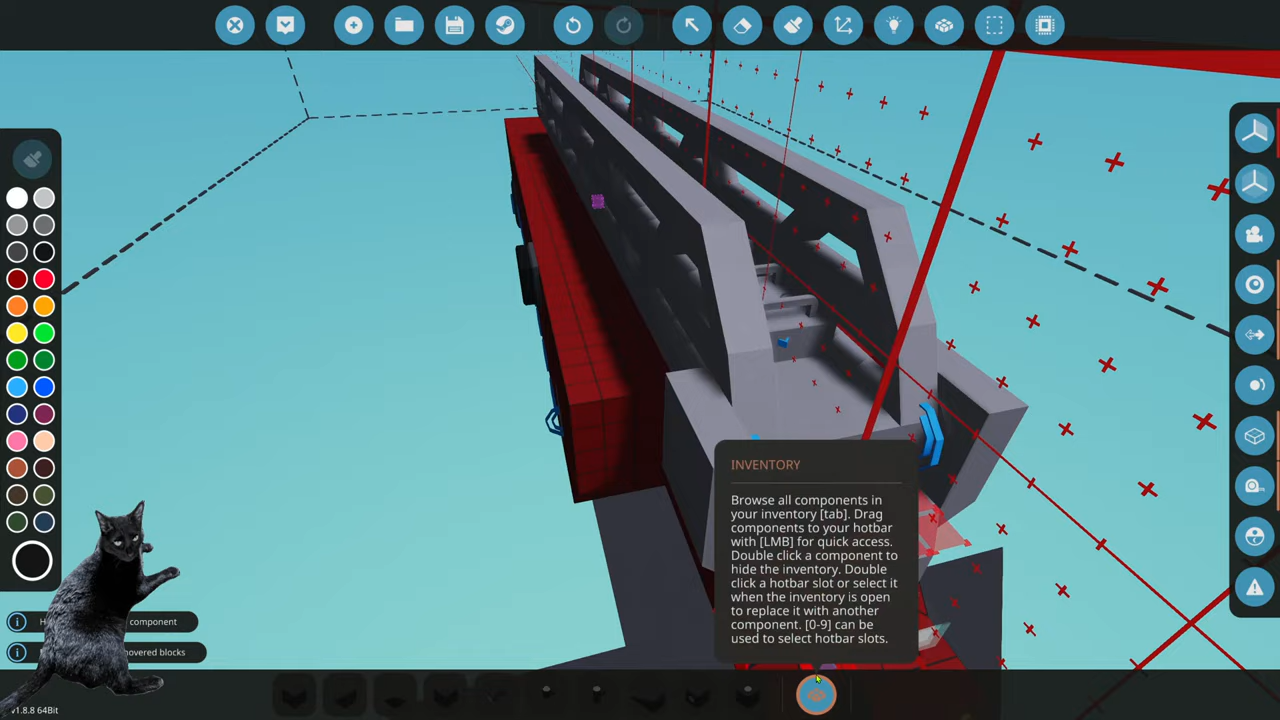 INVENTORY
Browse all components in
your inventory [tab]. Drag
components to your hotbar
with [LMB] for quick access.
Double click a component to
hide the inventory. Double
click a hotbar slot or select it
when the inventory is open
to replace it with another
component. [0-9] can be
used to select hotbar slots.
component
blocks
v1.8.8 64Bit